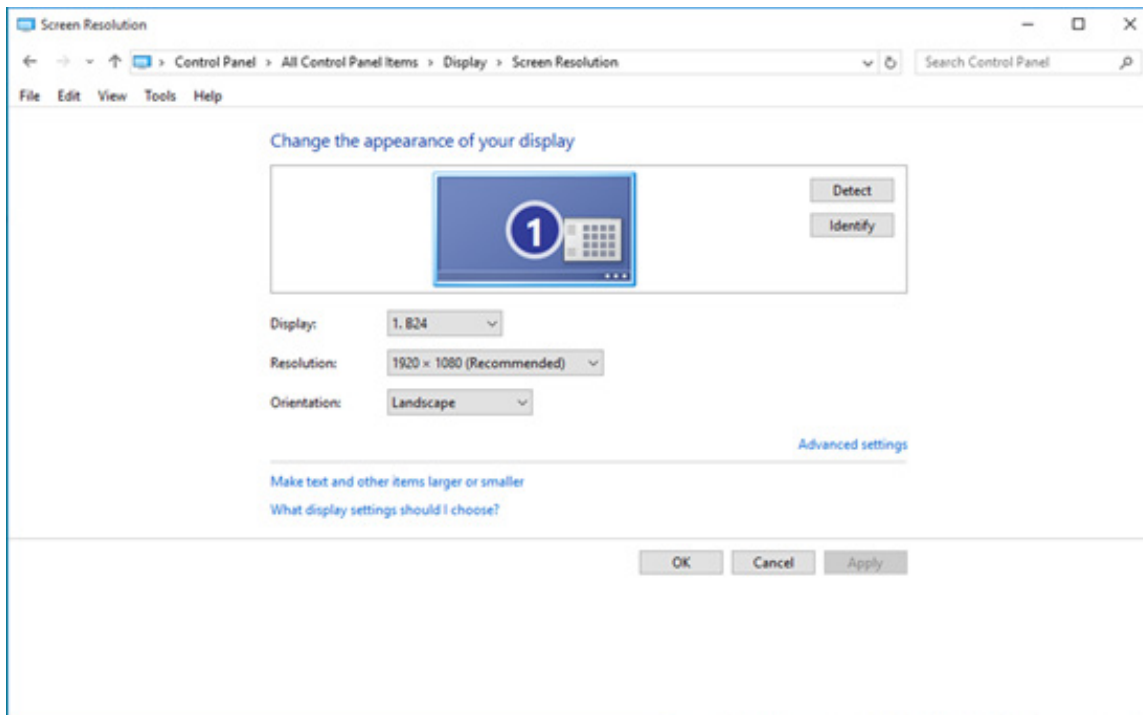 Screen Resolution
Control Panel > All Control Panel Items > Display > Screen Resolution
Search Control Panel
File Edit View Tools Help
Change the appearance of your display
1
Detect
Identify
Display: 1. B24
Resolution: 1920 × 1080 (Recommended)
Orientation: Landscape
Advanced settings
Make text and other items larger or smaller
What display settings should I choose?
OK Cancel Apply